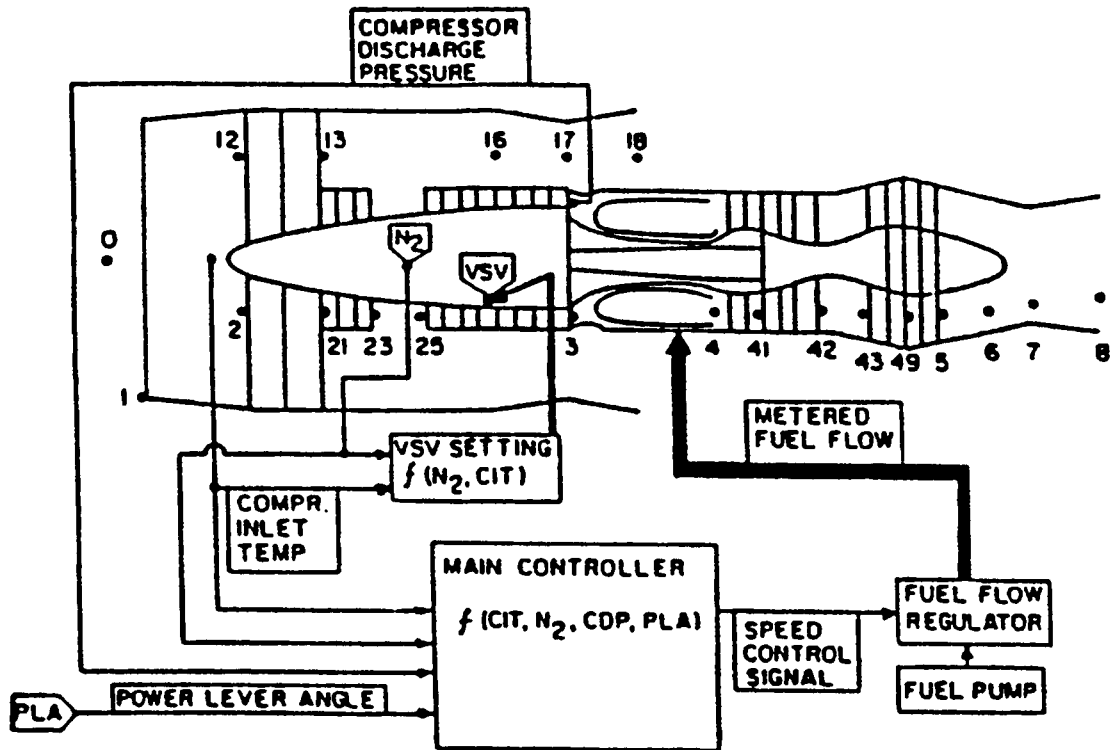 COMPRESSOR
DISCHARGE
PRESSURE
12
13
16
17
18
0
N2
VSV
2
21
23
25
3
4
41
42
43
49
5
6
7
8
1
VSV SETTING
f (N2, CIT)
METERED
FUEL FLOW
COMPR.
INLET
TEMP
MAIN CONTROLLER
f (CIT, N2, CDP, PLA)
SPEED
CONTROL
SIGNAL
FUEL FLOW
REGULATOR
FUEL PUMP
PLA
POWER LEVER ANGLE